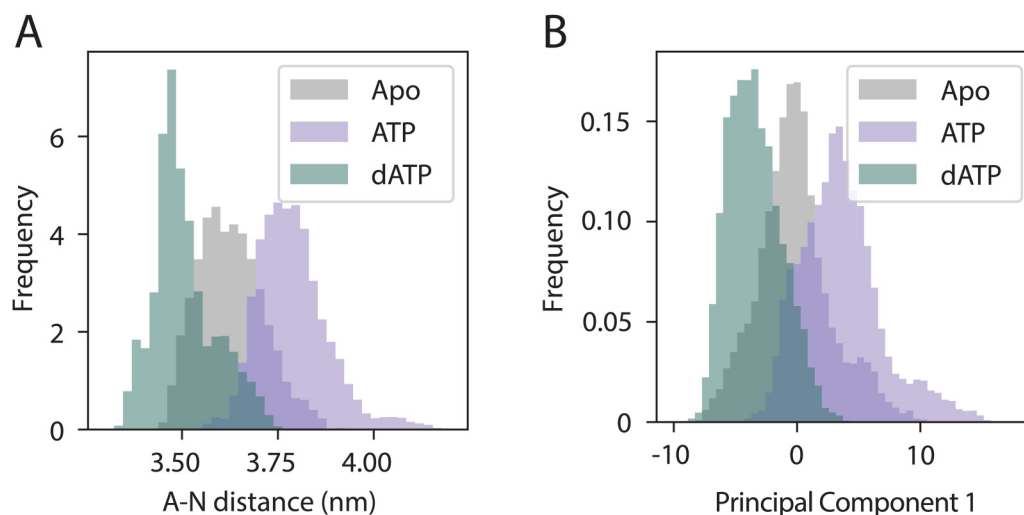 A
Frequency
6
4
2
0
3.50 3.75 4.00
A-N distance (nm)
Apo
ATP
dATP
B
Frequency
0.15
0.10
0.05
0
-10 0 10
Principal Component 1
Apo
ATP
dATP